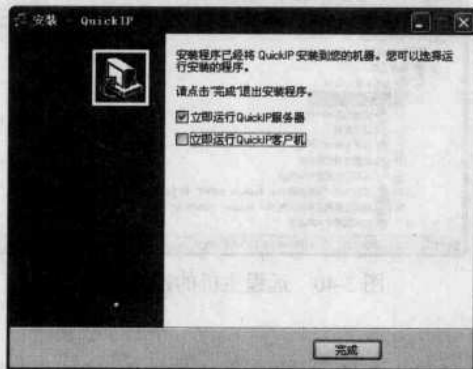 安装 - QuickIP
安装程序已经将 QuickIP 安装到您的机器。您可以选择运
行安装的程序。
请点击"完成"退出安装程序。
立即运行QuickIP服务器
立即运行QuickIP客户机
完成